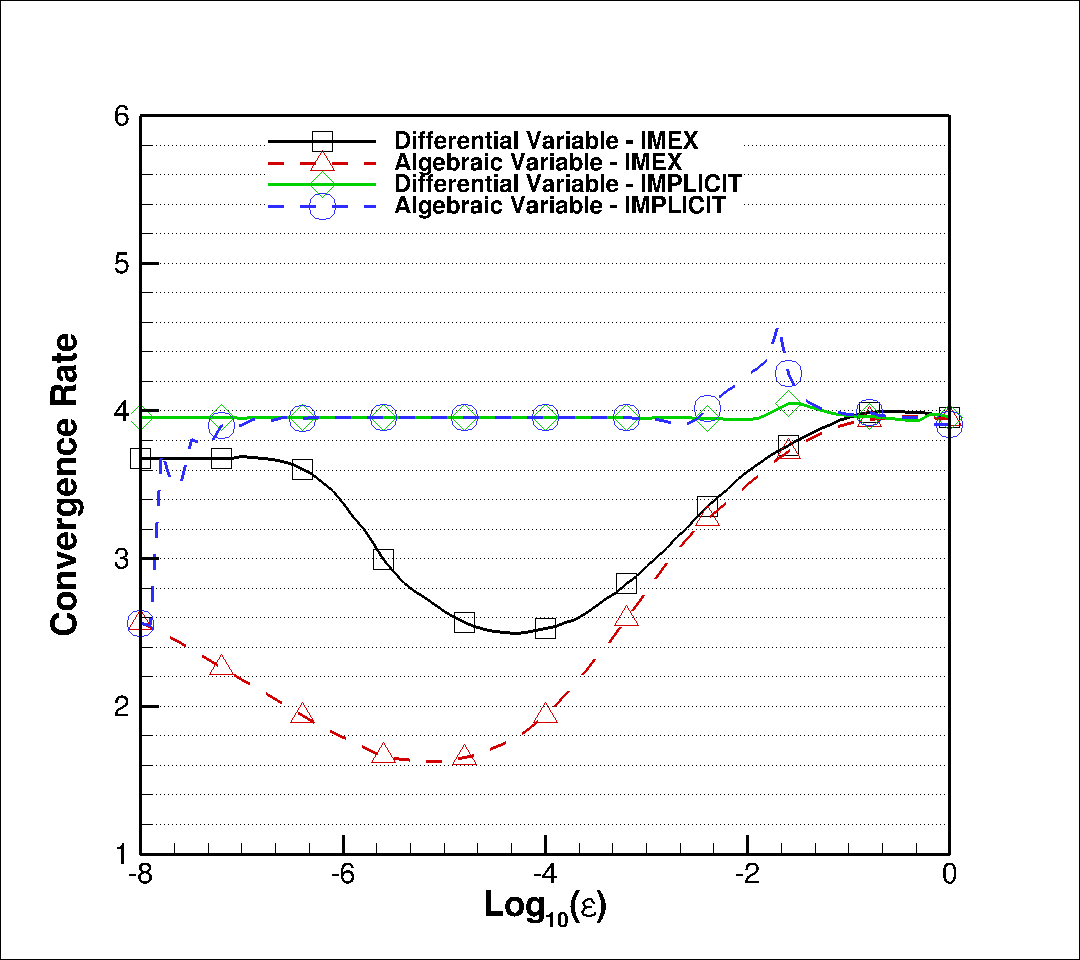 6
5
4
3
2
1
Convergence Rate
Differential Variable - IMEX
Algebraic Variable - IMEX
Differential Variable - IMPLICIT
Algebraic Variable - IMPLICIT
-8 -6 -4 -2 0
Log₁₀(ε)